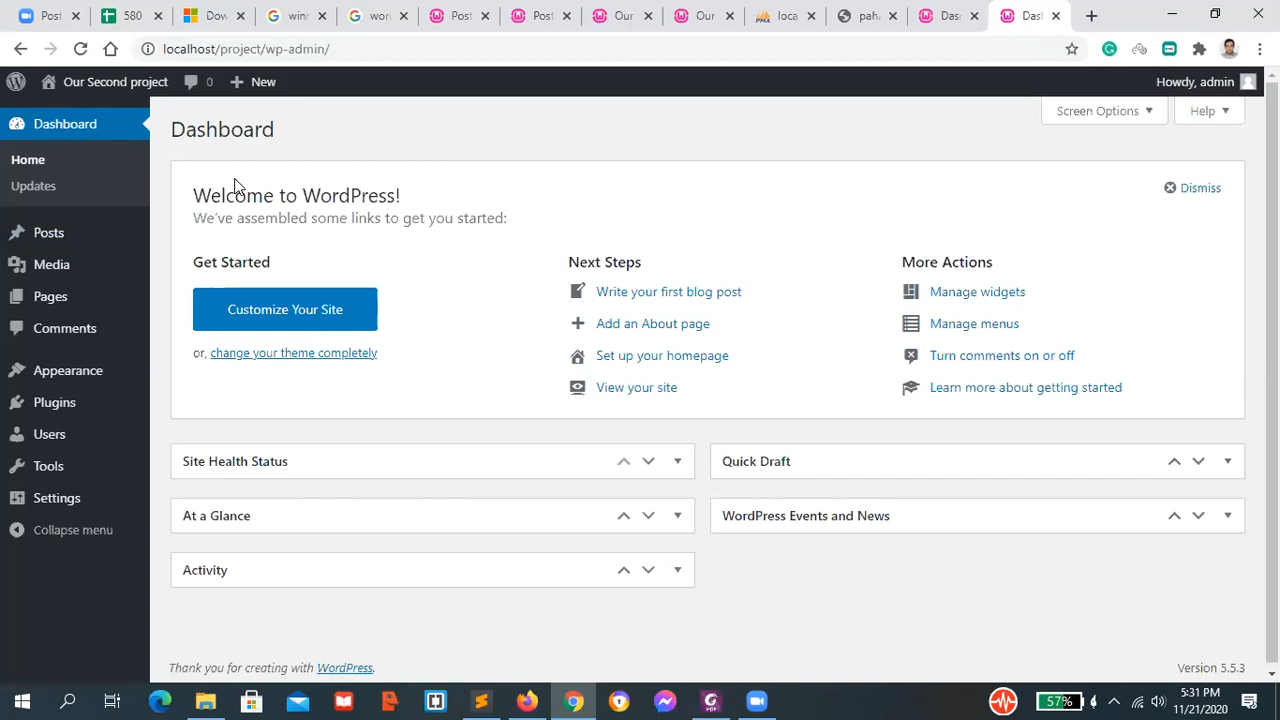 Post
580
Dow
winr
wor
Post
Pos
Our
Our
loca
pah
Das
Das
localhost/project/wp-admin/
Our Second project
0
New
Howdy, admin
Dashboard
Home
Updates
Posts
Media
Pages
Comments
Appearance
Plugins
Users
Tools
Settings
Collapse menu
Dashboard
Screen Options
Help
Welcome to WordPress!
We've assembled some links to get you started:
Dismiss
Get Started
Customize Your Site
or, change your theme completely
Next Steps
Write your first blog post
Add an About page
Set up your homepage
View your site
More Actions
Manage widgets
Manage menus
Turn comments on or off
Learn more about getting started
Site Health Status
At a Glance
Activity
Quick Draft
WordPress Events and News
Thank you for creating with WordPress.
Version 5.5.3
57%
5:31 PM
11/21/2020